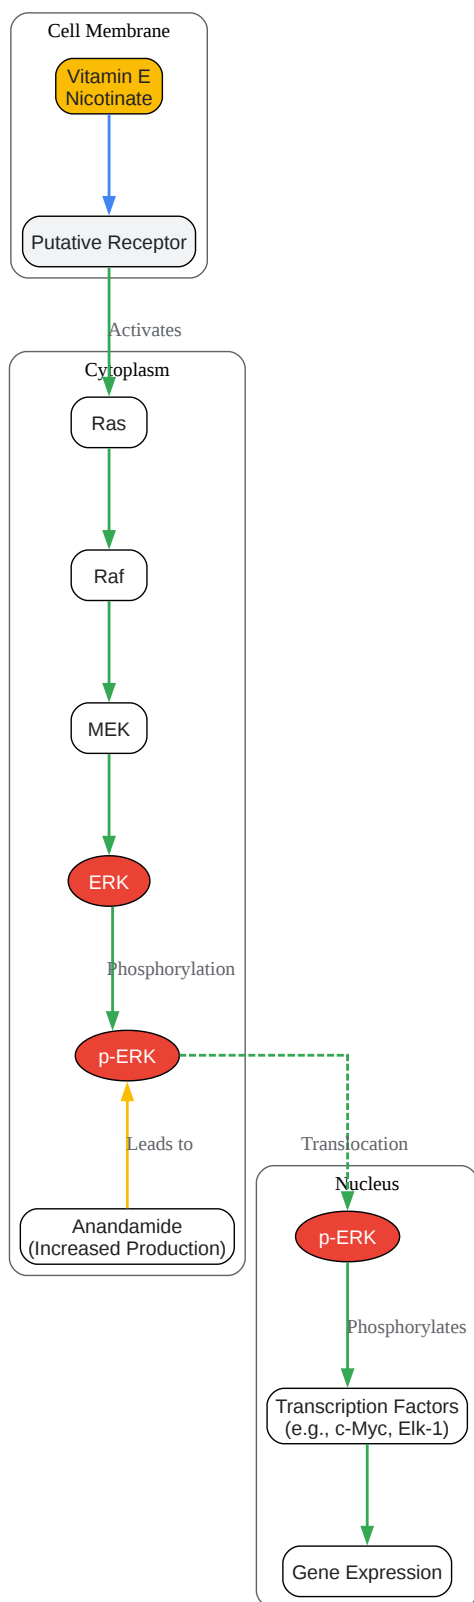 Cell Membrane
Vitamin E
Nicotinate
Putative Receptor
Activates
Cytoplasm
Ras
Raf
MEK
ERK
Phosphorylation
p-ERK
Leads to
Translocation
Nucleus
Anandamide
(Increased Production)
p-ERK
Phosphorylates
Transcription Factors
(e.g., c-Myc, Elk-1)
Gene Expression